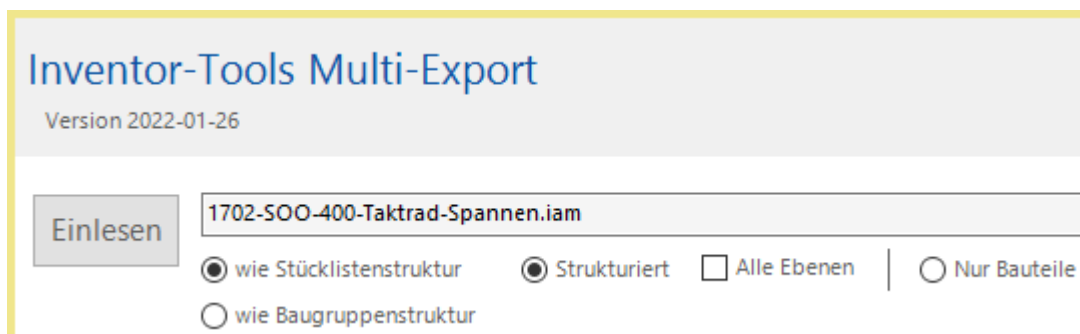 Inventor-Tools Multi-Export
Version 2022-01-26
Einlesen
1702-SOO-400-Taktrad-Spannen.iam
wie Stücklistenstruktur Strukturiert Alle Ebenen Nur Bauteile
wie Baugruppenstruktur